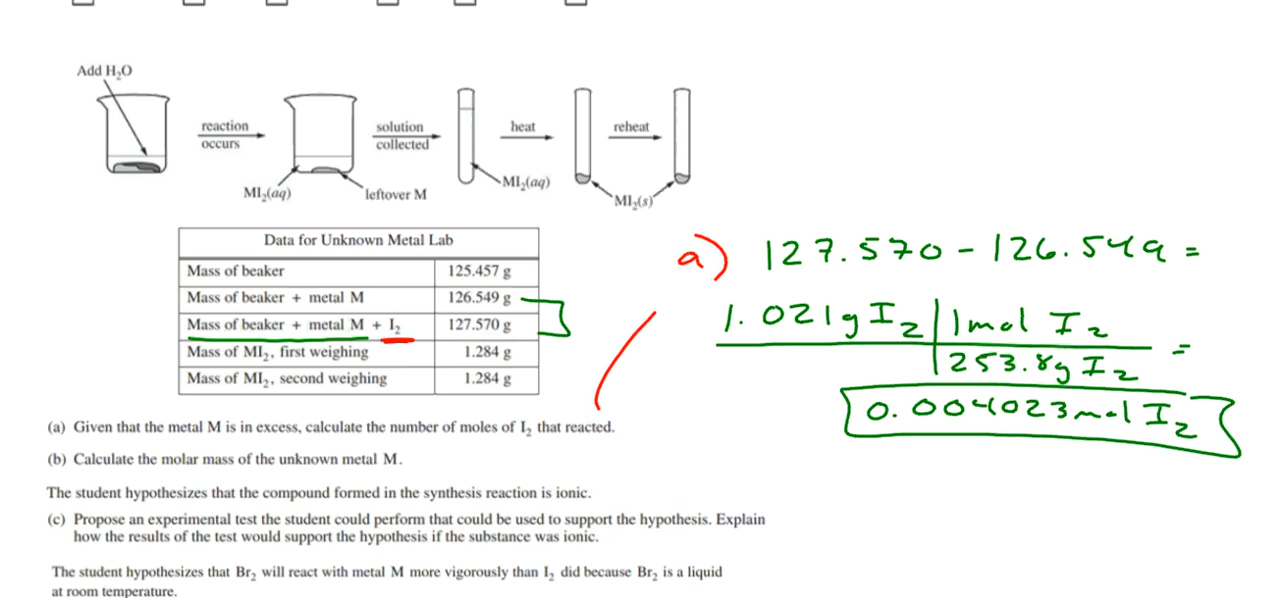 Add H₂O
reaction
occurs
solution
collected
heat
reheat
MI₂(aq)
leftover M
MI₂(aq)
MI₂(s)
Data for Unknown Metal Lab
Mass of beaker 125.457 g
Mass of beaker + metal M 126.549 g
Mass of beaker + metal M + I₂ 127.570 g
Mass of MI₂, first weighing 1.284 g
Mass of MI₂, second weighing 1.284 g
a) 127.570 - 126.549 =
1.021g I₂ | 1mol I₂
253.8g I₂ =
0.004023mol I₂
(a) Given that the metal M is in excess, calculate the number of moles of I₂ that reacted.
(b) Calculate the molar mass of the unknown metal M.
The student hypothesizes that the compound formed in the synthesis reaction is ionic.
(c) Propose an experimental test the student could perform that could be used to support the hypothesis. Explain
how the results of the test would support the hypothesis if the substance was ionic.
The student hypothesizes that Br₂ will react with metal M more vigorously than I₂ did because Br₂ is a liquid
at room temperature.